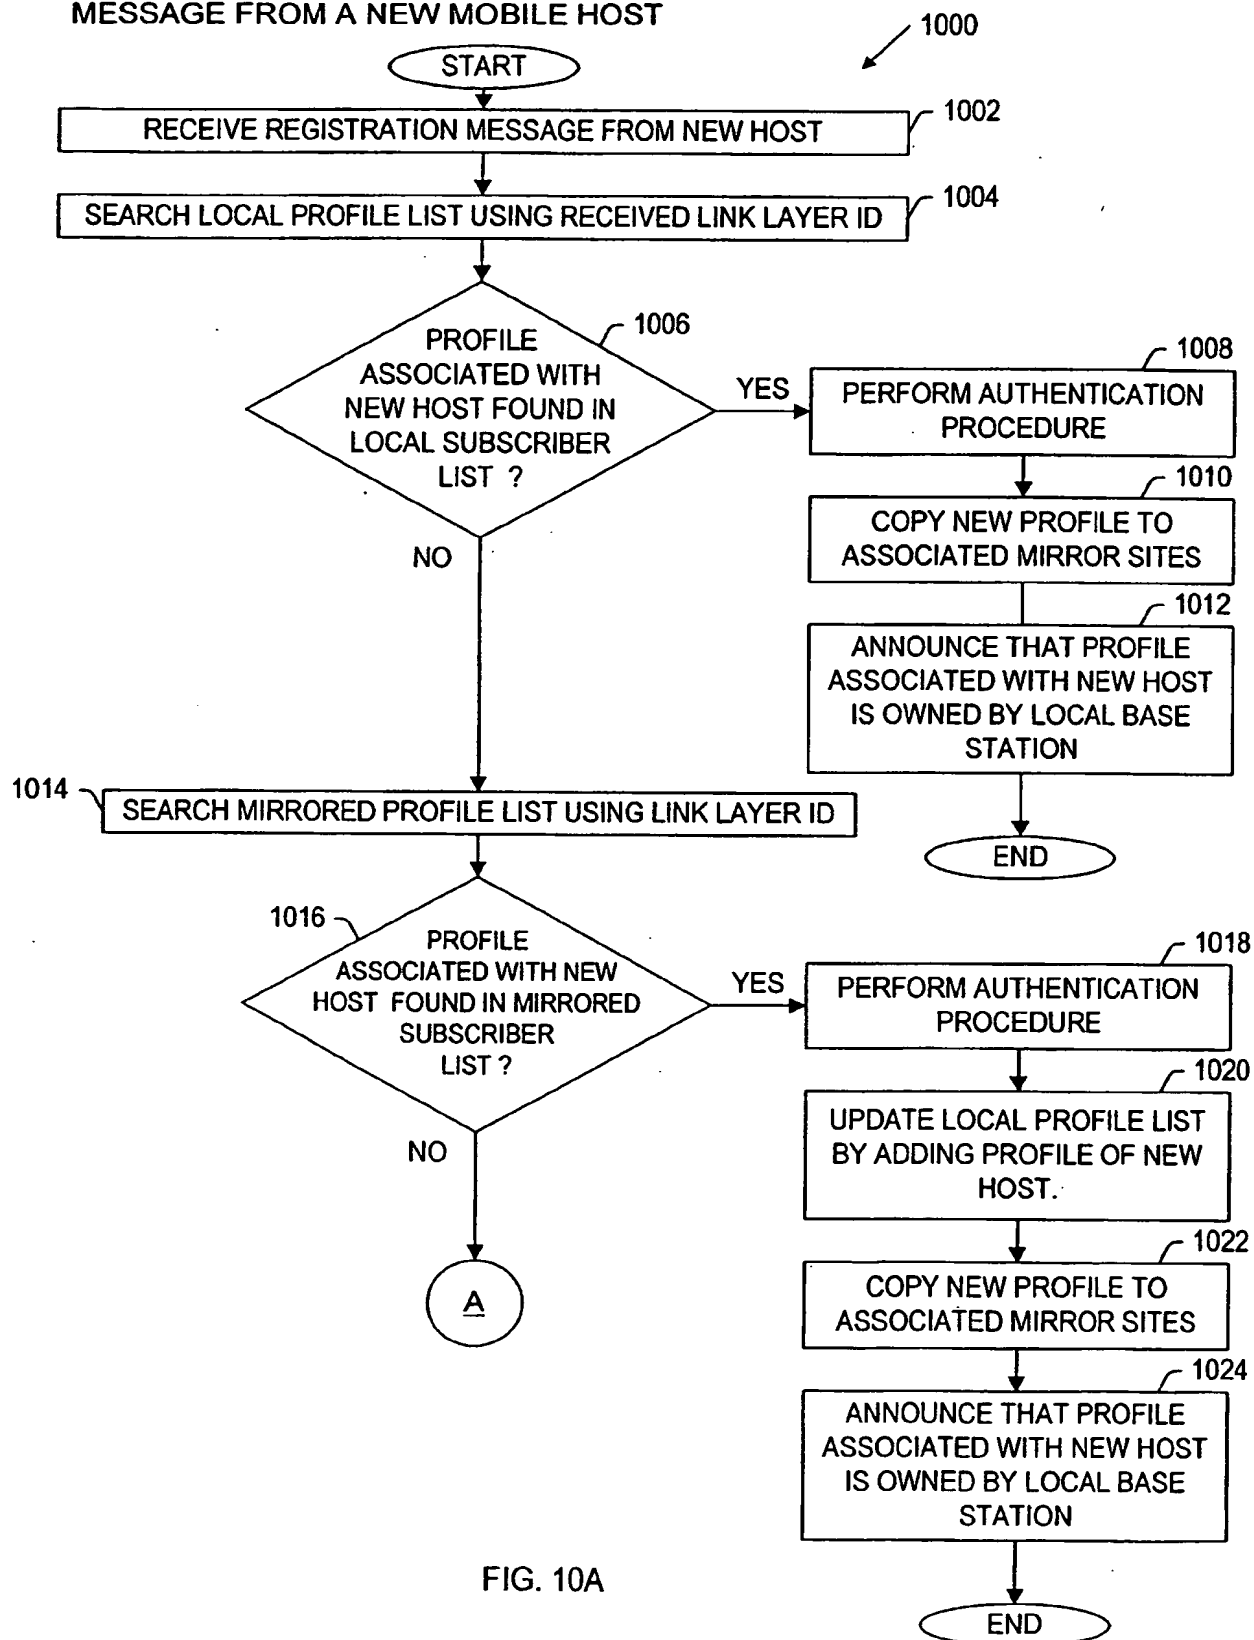 MESSAGE FROM A NEW MOBILE HOST
1000
START
1002
RECEIVE REGISTRATION MESSAGE FROM NEW HOST
1004
SEARCH LOCAL PROFILE LIST USING RECEIVED LINK LAYER ID
1006
PROFILE
ASSOCIATED WITH
NEW HOST FOUND IN
LOCAL SUBSCRIBER
LIST ?
YES
NO
1008
PERFORM AUTHENTICATION
PROCEDURE
1010
COPY NEW PROFILE TO
ASSOCIATED MIRROR SITES
1012
ANNOUNCE THAT PROFILE
ASSOCIATED WITH NEW HOST
IS OWNED BY LOCAL BASE
STATION
END
1014
SEARCH MIRRORED PROFILE LIST USING LINK LAYER ID
1016
PROFILE
ASSOCIATED WITH NEW
HOST FOUND IN MIRRORED
SUBSCRIBER
LIST ?
YES
NO
A
1018
PERFORM AUTHENTICATION
PROCEDURE
1020
UPDATE LOCAL PROFILE LIST
BY ADDING PROFILE OF NEW
HOST.
1022
COPY NEW PROFILE TO
ASSOCIATED MIRROR SITES
1024
ANNOUNCE THAT PROFILE
ASSOCIATED WITH NEW HOST
IS OWNED BY LOCAL BASE
STATION
END
FIG. 10A